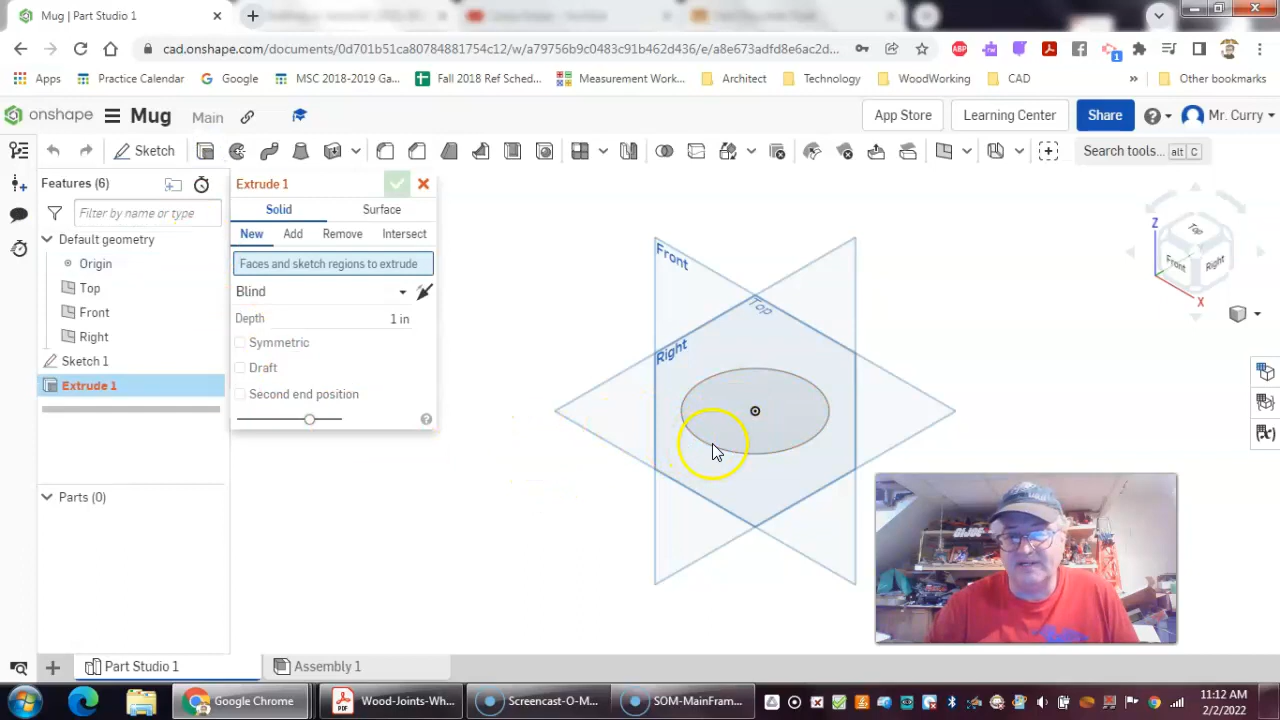 Mug | Part Studio 1
cad.onshape.com/documents/0d701b51ca80784881754c12/w/a79756b9c0483c91b462d436/e/a8e673adfd8e6ac2d...
ABP
1
Apps
Practice Calendar
Google
MSC 2018-2019 Ga...
Fall 2018 Ref Sched...
Measurement Work...
Architect
Technology
WoodWorking
CAD
»
Other bookmarks
onshape
Mug
Main
App Store
Learning Center
Share
Mr. Curry
Sketch
Search tools...
alt
C
Features (6)
Filter by name or type
Default geometry
Origin
Top
Front
Right
Sketch 1
Extrude 1
Parts (0)
Extrude 1
Solid
Surface
New
Add
Remove
Intersect
Faces and sketch regions to extrude
Blind
Depth
1 in
Symmetric
Draft
Second end position
Front
Top
Right
Z
Top
Front
Right
X
Part Studio 1
Assembly 1
Google Chrome
Wood-Joints-Wh...
Screencast-O-M...
SOM-MainFram...
11:12 AM
2/2/2022